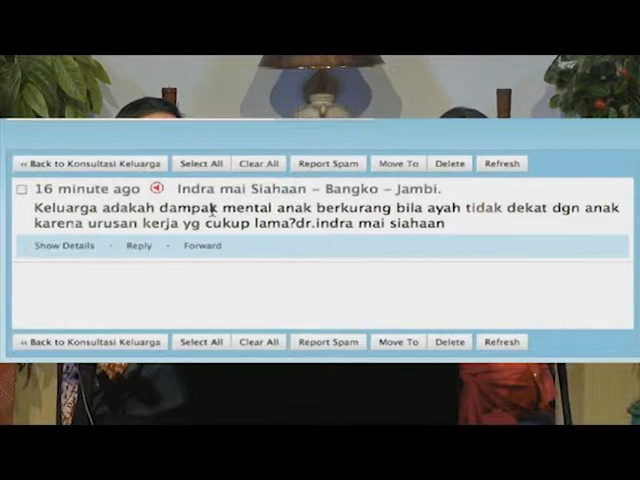 ‹‹ Back to Konsultasi Keluarga Select All Clear All Report Spam Move To Delete Refresh
16 minute ago Indra mai Siahaan – Bangko – Jambi.
Keluarga adakah dampak mental anak berkurang bila ayah tidak dekat dgn anak
karena urusan kerja yg cukup lama?dr.indra mai siahaan
Show Details · Reply · Forward
‹‹ Back to Konsultasi Keluarga Select All Clear All Report Spam Move To Delete Refresh